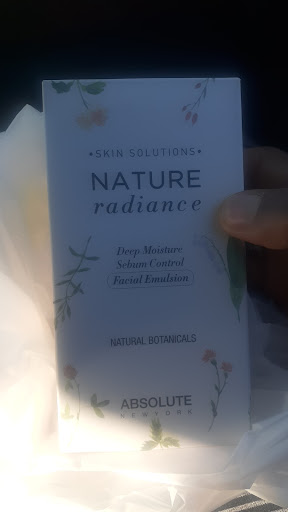 •SKIN SOLUTIONS•
NATURE
radiance
Deep Moisture
Sebum Control
Facial Emulsion
NATURAL BOTANICALS
ABSOLUTE
NEW YORK